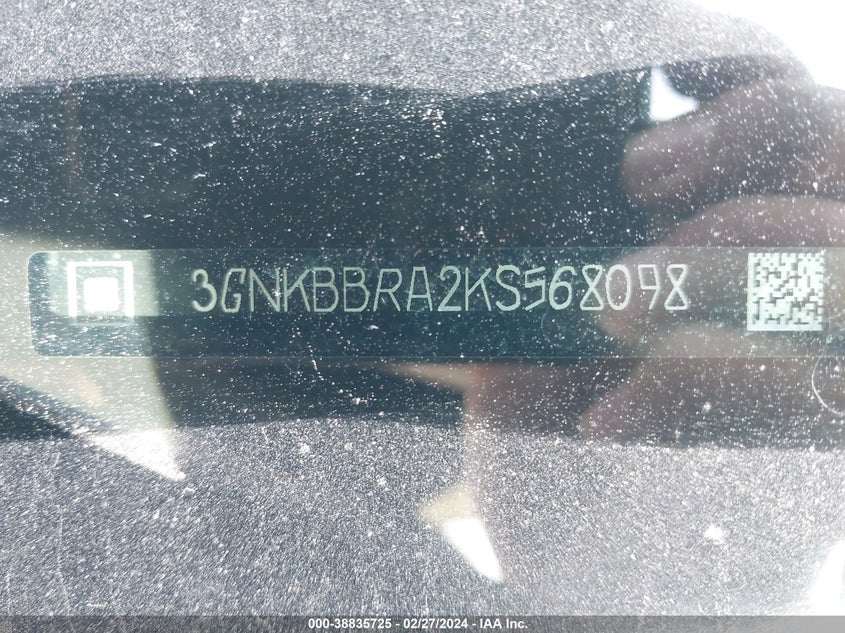 3GNKBBRA2KS568098
000-38835725 - 02/27/2024 - IAA Inc.